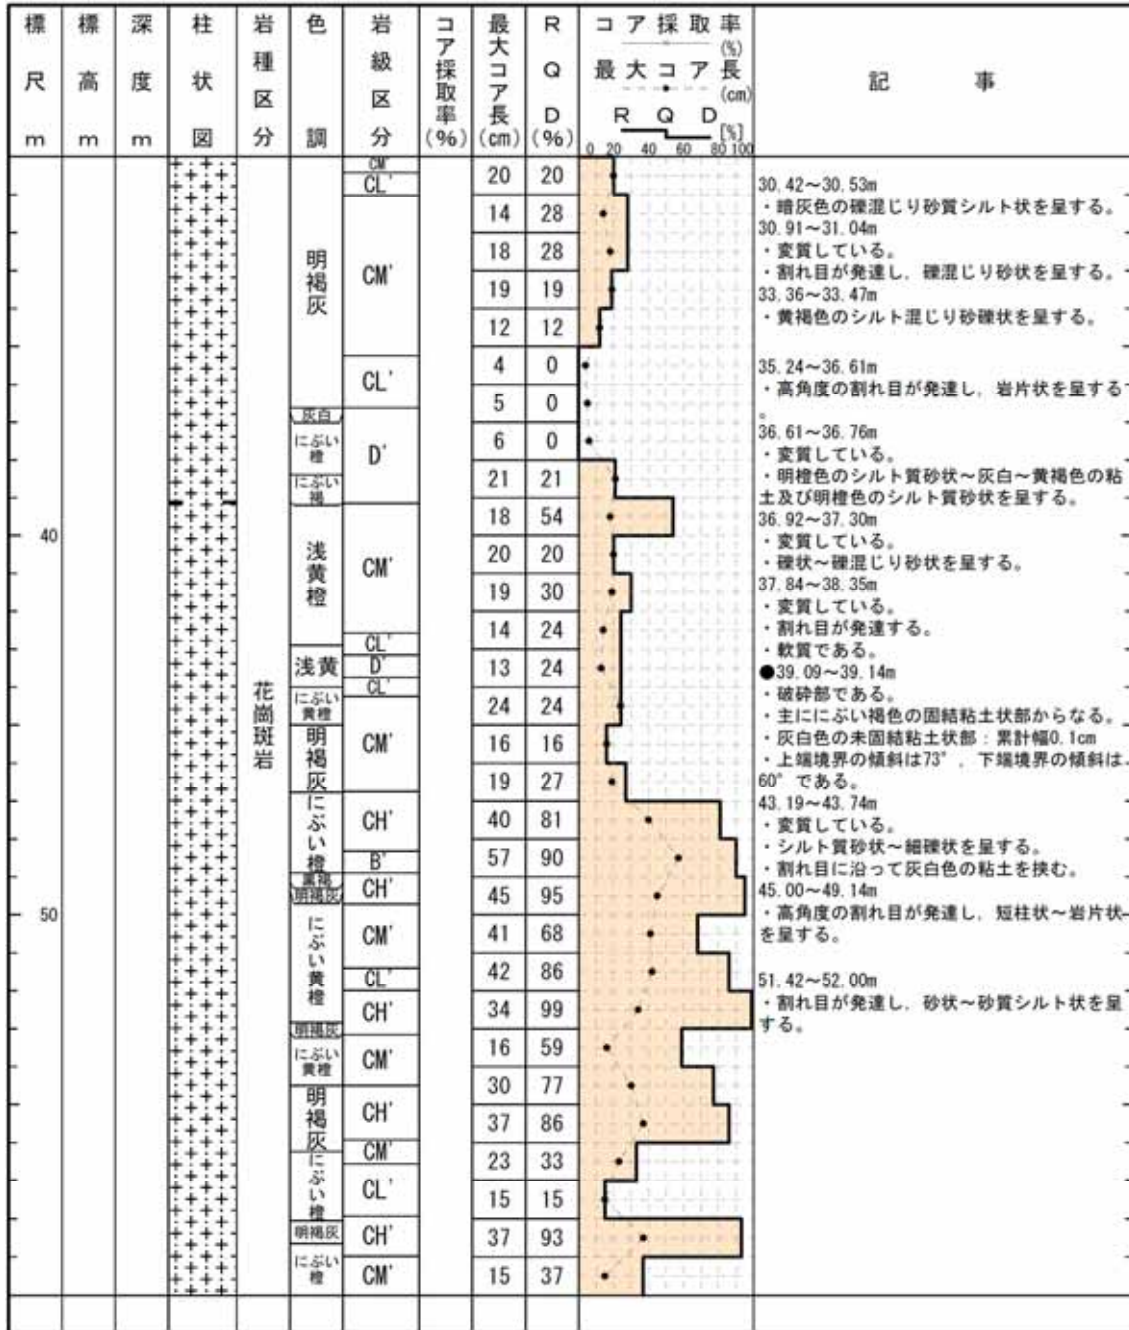 標尺m
標高m
深度m
柱状図
岩種区分
色調
岩級区分
コア採取率(%)
最大コア長(cm)
RQD(%)
コア採取率(%)
最大コア長(cm)
RQD[%]
0 20 40 60 80 100
記事
40
50
花崗斑岩
明褐灰
灰白
にぶい橙
にぶい褐
浅黄橙
浅黄
にぶい黄橙
明褐灰
にぶい橙
黒褐
明褐灰
にぶい黄橙
明褐灰
にぶい黄橙
明褐灰
にぶい橙
明褐灰
にぶい橙
CM'
CL'
CM'
CL'
D'
CM'
CL'
D'
CL'
CM'
CH'
B'
CH'
CM'
CL'
CH'
CM'
CH'
CM'
CL'
CH'
CM'
20 20
14 28
18 28
19 19
12 12
4 0
5 0
6 0
21 21
18 54
20 20
19 30
14 24
13 24
24 24
16 16
19 27
40 81
57 90
45 95
41 68
42 86
34 99
16 59
30 77
37 86
23 33
15 15
37 93
15 37
30.42～30.53m
・暗灰色の礫混じり砂質シルト状を呈する。
30.91～31.04m
・変質している。
・割れ目が発達し、礫混じり砂状を呈する。
33.36～33.47m
・黄褐色のシルト混じり砂礫状を呈する。
35.24～36.61m
・高角度の割れ目が発達し、岩片状を呈する
。
36.61～36.76m
・変質している。
・明橙色のシルト質砂状～灰白～黄褐色の粘
土及び明橙色のシルト質砂状を呈する。
36.92～37.30m
・変質している。
・礫状～礫混じり砂状を呈する。
37.84～38.35m
・変質している。
・割れ目が発達する。
・軟質である。
●39.09～39.14m
・破砕部である。
・主ににぶい褐色の固結粘土状部からなる。
・灰白色の未固結粘土状部：累計幅0.1cm
・上端境界の傾斜は73°、下端境界の傾斜は
60°である。
43.19～43.74m
・変質している。
・シルト質砂状～細礫状を呈する。
・割れ目に沿って灰白色の粘土を挟む。
45.00～49.14m
・高角度の割れ目が発達し、短柱状～岩片状
を呈する。
51.42～52.00m
・割れ目が発達し、砂状～砂質シルト状を呈
する。